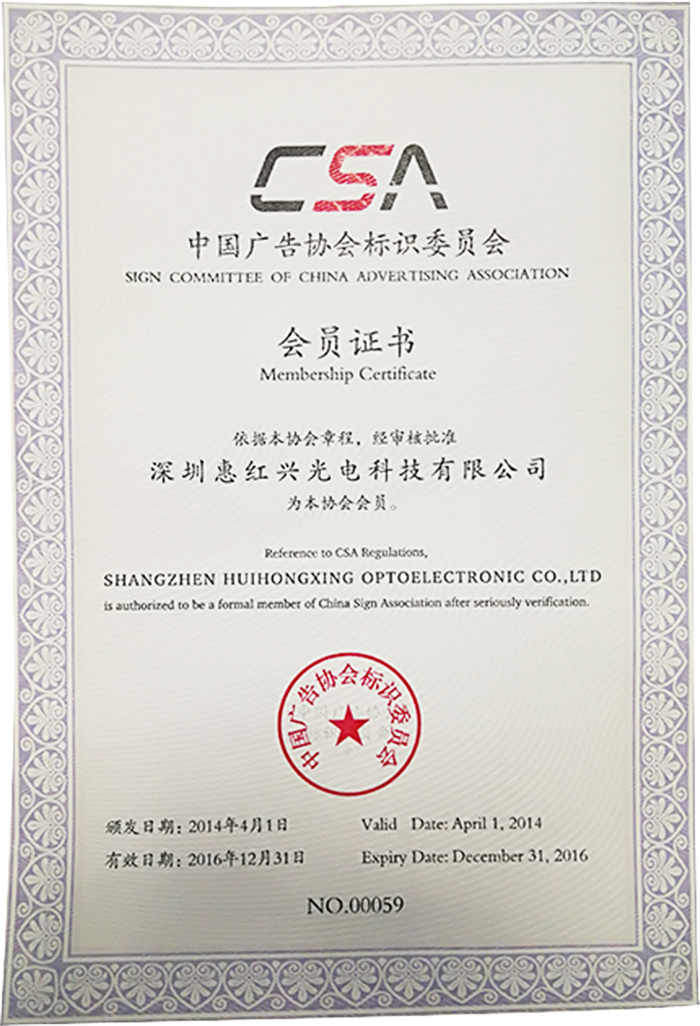 CSA
中国广告协会标识委员会
SIGN COMMITTEE OF CHINA ADVERTISING ASSOCIATION
会员证书
Membership Certificate
依据本协会章程，经审核批准
深圳惠红兴光电科技有限公司
为本协会会员。
Reference to CSA Regulations,
SHANGZHEN HUIHONGXING OPTOELECTRONIC CO.,LTD
is authorized to be a formal member of China Sign Association after seriously verification.
中国广告协会标识委员会
颁发日期：2014年4月1日 Valid Date: April 1, 2014
有效日期：2016年12月31日 Expiry Date: December 31, 2016
NO.00059